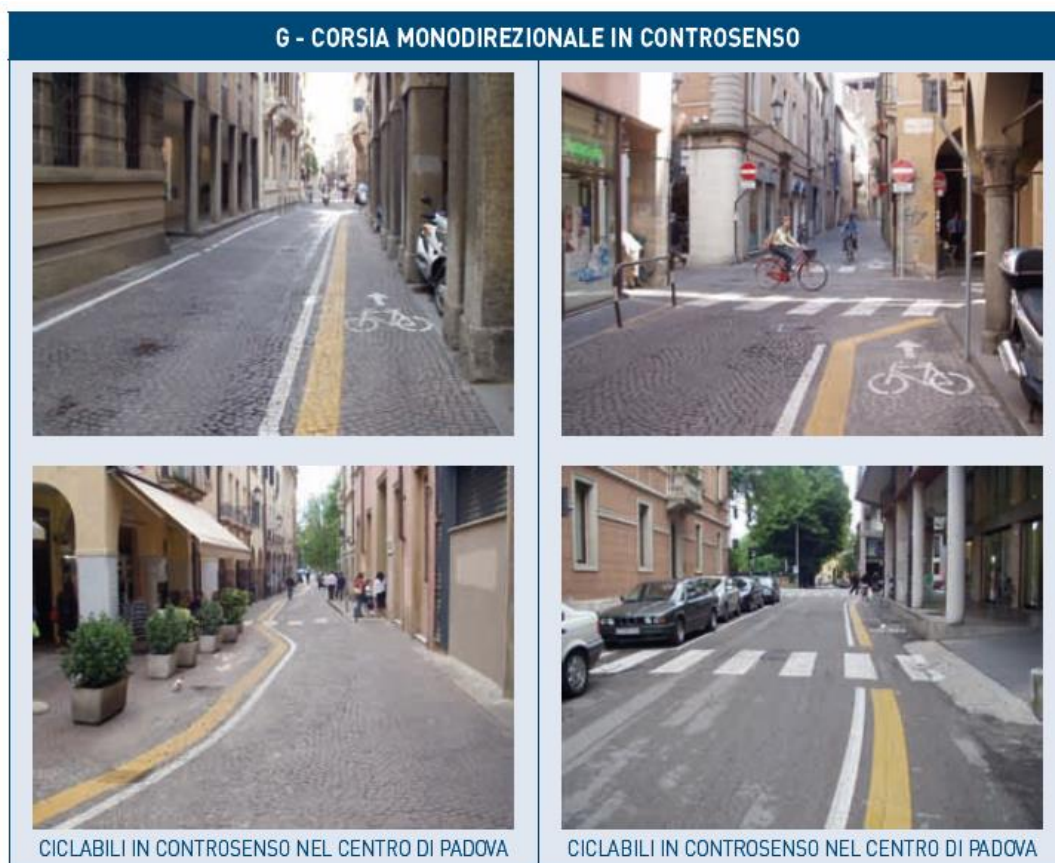 G - CORSIA MONODIREZIONALE IN CONTROSENSO
CICLABILI IN CONTROSENSO NEL CENTRO DI PADOVA
CICLABILI IN CONTROSENSO NEL CENTRO DI PADOVA